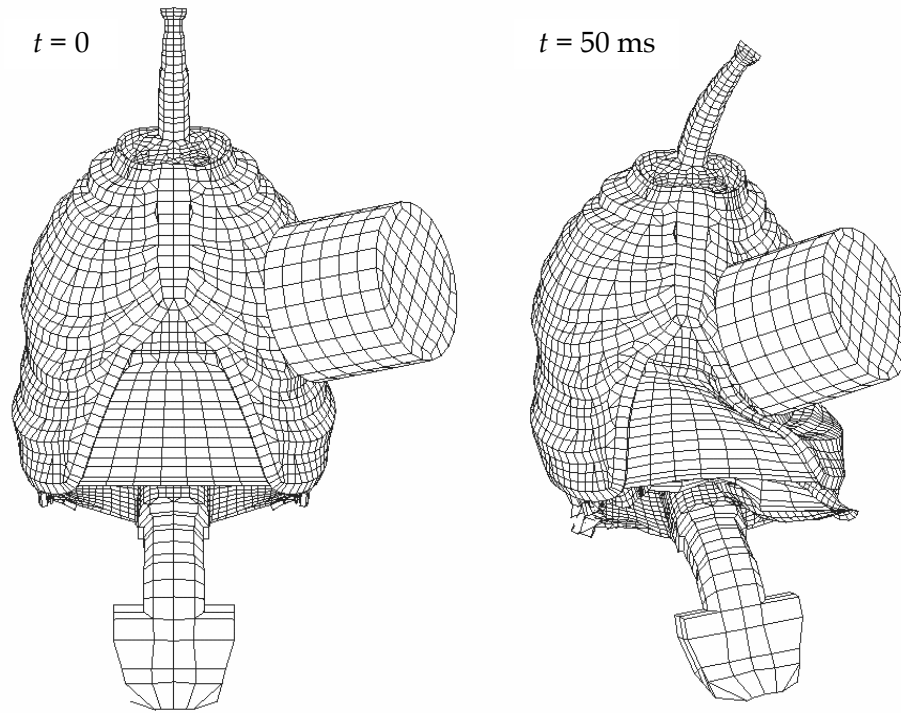 t = 0
t = 50 ms